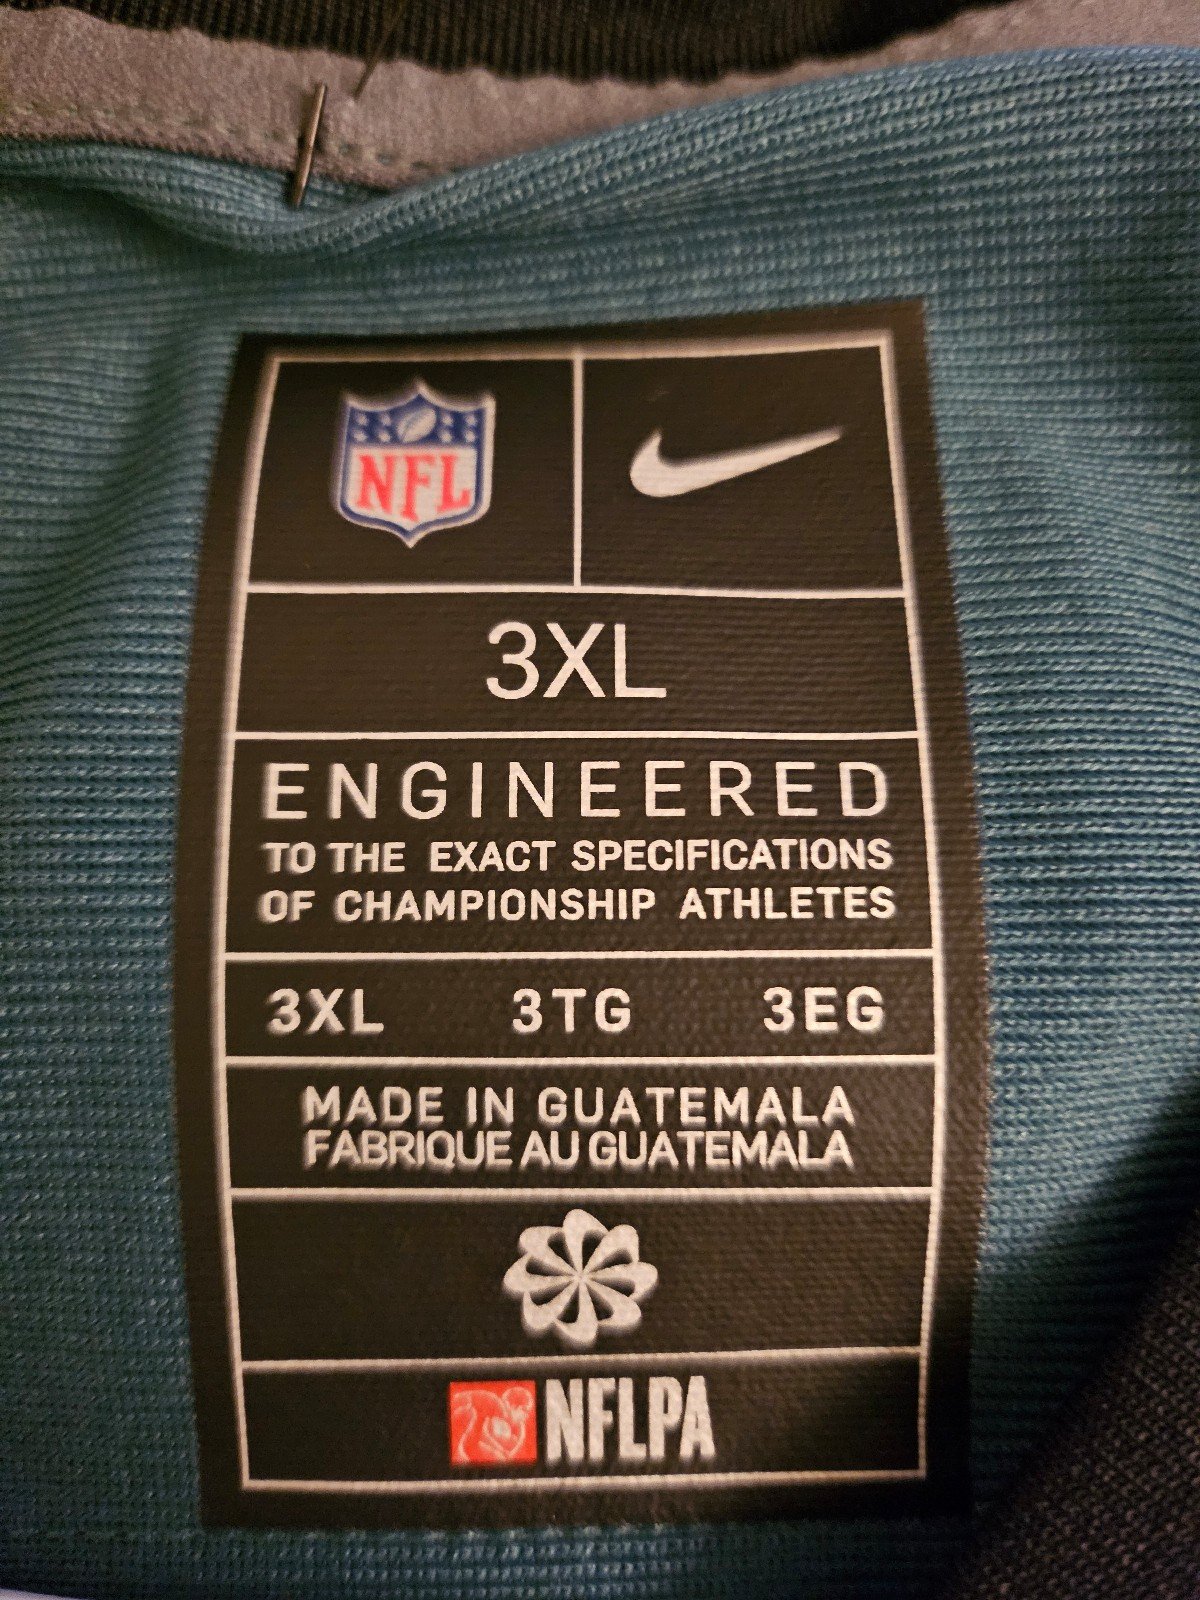 NFL
3XL
ENGINEERED
TO THE EXACT SPECIFICATIONS
OF CHAMPIONSHIP ATHLETES
3XL 3TG 3EG
MADE IN GUATEMALA
FABRIQUE AU GUATEMALA
NFLPA